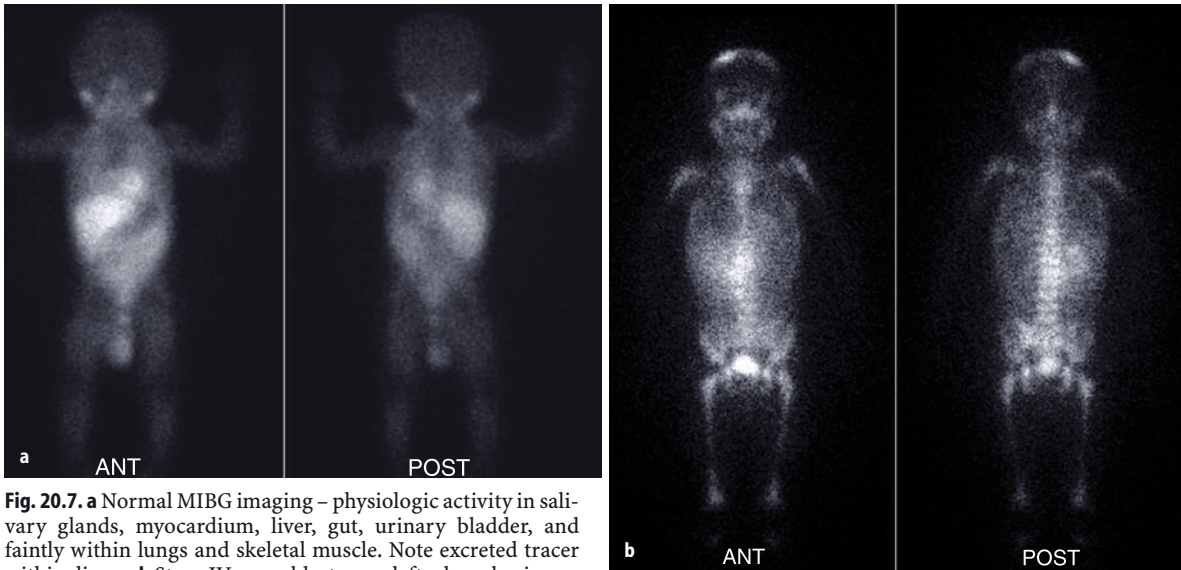 a
ANT
POST
Fig. 20.7. a Normal MIBG imaging – physiologic activity in sali-
vary glands, myocardium, liver, gut, urinary bladder, and
faintly within lungs and skeletal muscle. Note excreted tracer
b
ANT
POST